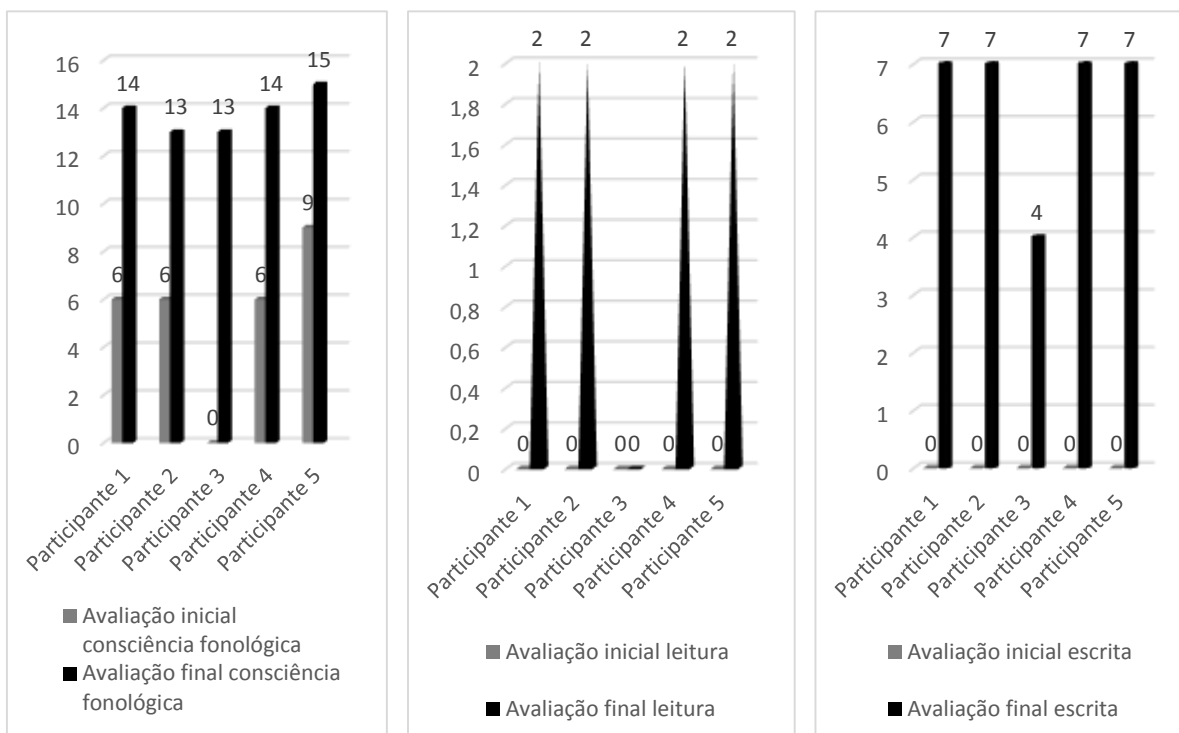 16
14
12
10
8
6
4
2
0
14
13
13
14
15
6
6
0
6
9
Participante 1
Participante 2
Participante 3
Participante 4
Participante 5
Avaliação inicial
consciência fonológica
Avaliação final consciência
fonológica
2
1,8
1,6
1,4
1,2
1
0,8
0,6
0,4
0,2
0
2
2
2
2
0
0
0
0
0
0
Participante 1
Participante 2
Participante 3
Participante 4
Participante 5
Avaliação inicial leitura
Avaliação final leitura
7
6
5
4
3
2
1
0
7
7
4
7
7
0
0
0
0
0
Participante 1
Participante 2
Participante 3
Participante 4
Participante 5
Avaliação inicial escrita
Avaliação final escrita